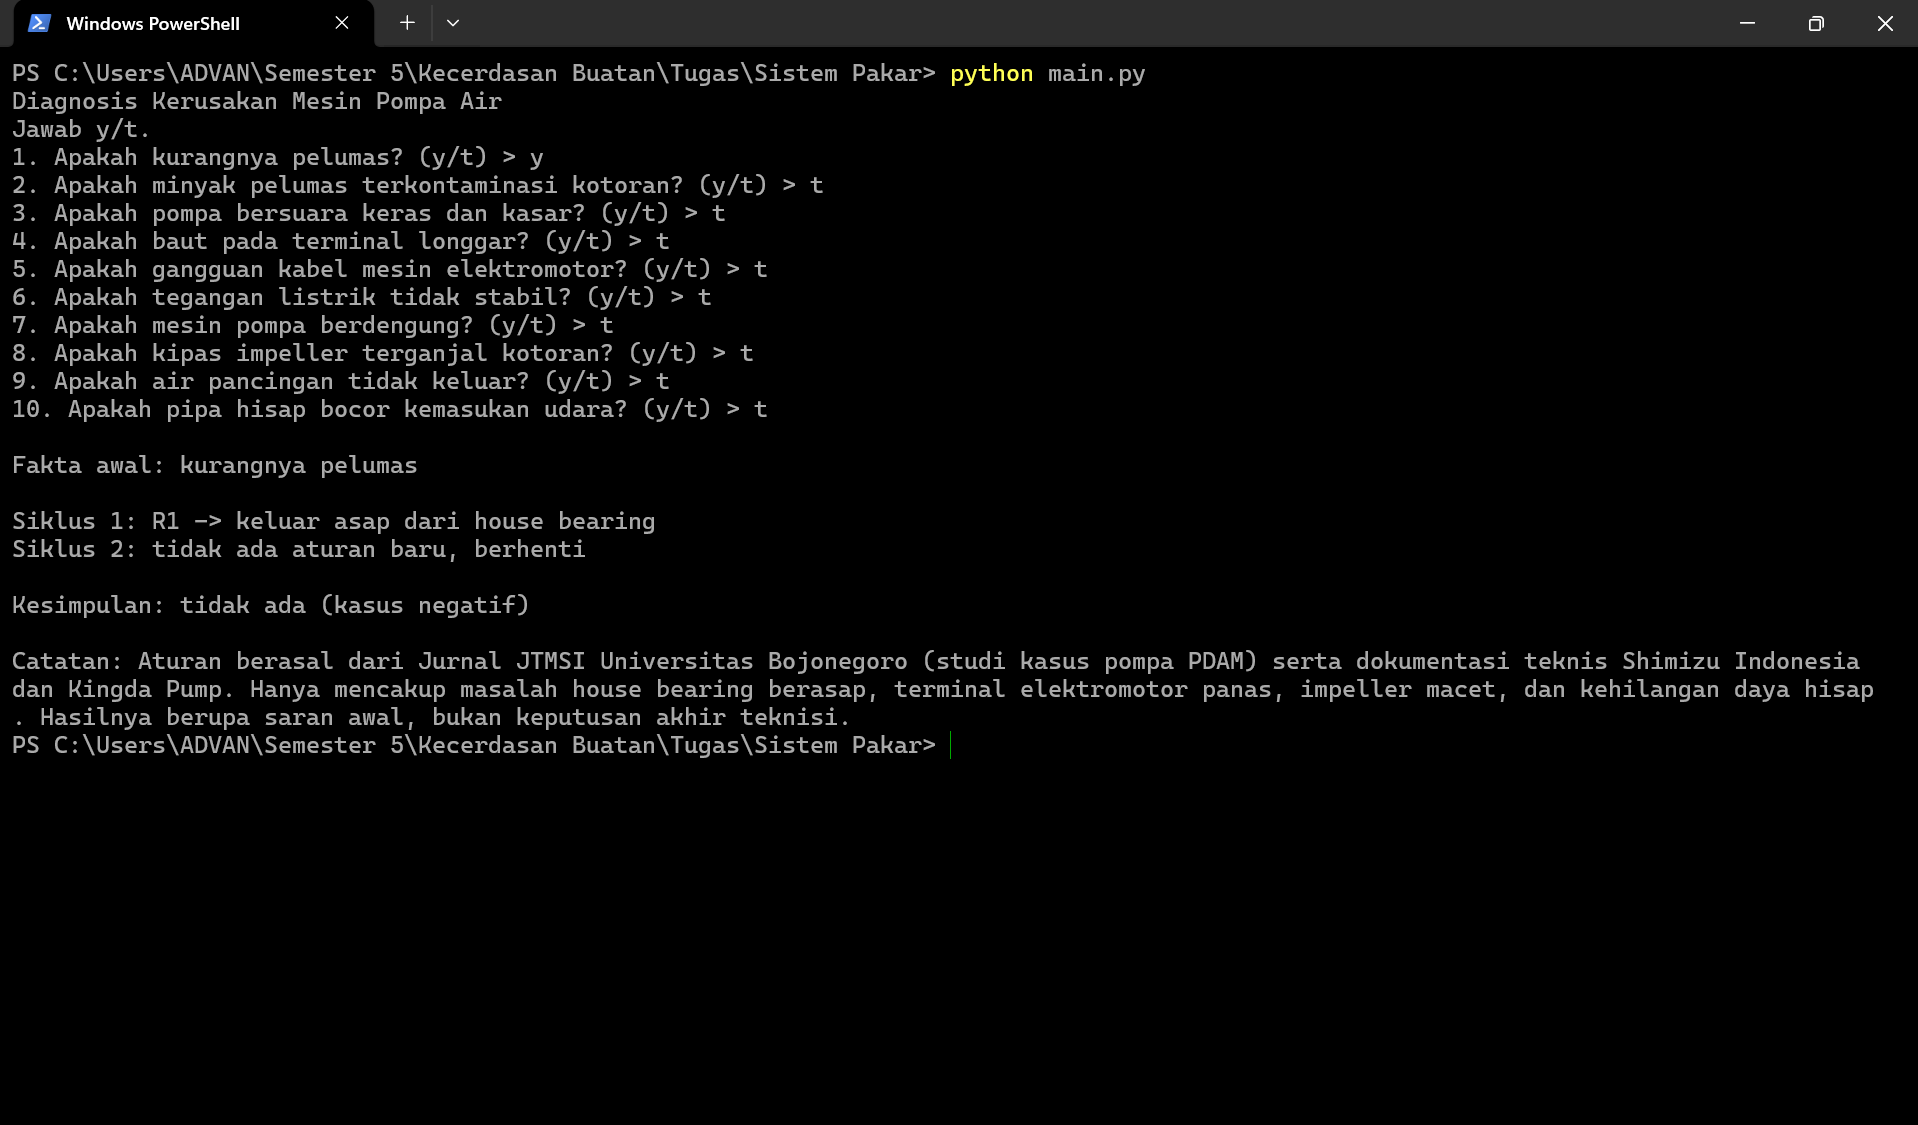 Windows PowerShell
PS C:\Users\ADVAN\Semester 5\Kecerdasan Buatan\Tugas\Sistem Pakar> python main.py
Diagnosis Kerusakan Mesin Pompa Air
Jawab y/t.
1. Apakah kurangnya pelumas? (y/t) > y
2. Apakah minyak pelumas terkontaminasi kotoran? (y/t) > t
3. Apakah pompa bersuara keras dan kasar? (y/t) > t
4. Apakah baut pada terminal longgar? (y/t) > t
5. Apakah gangguan kabel mesin elektromotor? (y/t) > t
6. Apakah tegangan listrik tidak stabil? (y/t) > t
7. Apakah mesin pompa berdengung? (y/t) > t
8. Apakah kipas impeller terganjal kotoran? (y/t) > t
9. Apakah air pancingan tidak keluar? (y/t) > t
10. Apakah pipa hisap bocor kemasukan udara? (y/t) > t
Fakta awal: kurangnya pelumas
Siklus 1: R1 -> keluar asap dari house bearing
Siklus 2: tidak ada aturan baru, berhenti
Kesimpulan: tidak ada (kasus negatif)
Catatan: Aturan berasal dari Jurnal JTMSI Universitas Bojonegoro (studi kasus pompa PDAM) serta dokumentasi teknis Shimizu Indonesia
dan Kingda Pump. Hanya mencakup masalah house bearing berasap, terminal elektromotor panas, impeller macet, dan kehilangan daya hisap
. Hasilnya berupa saran awal, bukan keputusan akhir teknisi.
PS C:\Users\ADVAN\Semester 5\Kecerdasan Buatan\Tugas\Sistem Pakar>